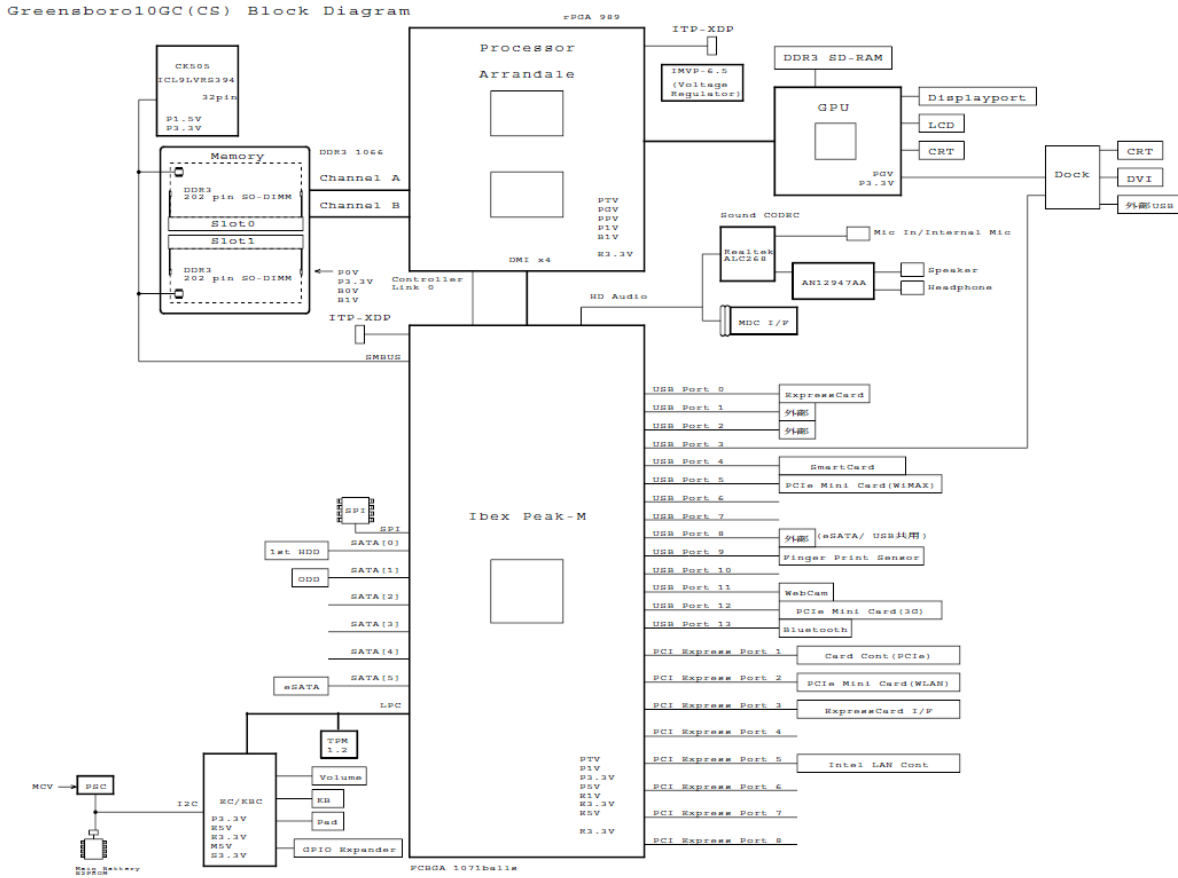 Greensboro10GC(CS) Block Diagram
rPGA 989
Processor
Arrandale
ITP-XDP
IMVP-6.5
(Voltage
Regulator)
DDR3 SD-RAM
GPU
PGV
P3.3V
Displayport
LCD
CRT
Dock
CRT
DVI
外部USB
CK505
ICL9LVRS394
32pin
P1.5V
P3.3V
Memory
DDR3 1066
DDR3
202 pin SO-DIMM
Slot0
Slot1
DDR3
202 pin SO-DIMM
Channel A
Channel B
PTV
PGV
PPV
P1V
B1V
R3.3V
DMI x4
P0V
P3.3V
B0V
B1V
Controller
Link 0
ITP-XDP
SMBUS
Sound CODEC
Realtek
ALC268
Mic In/Internal Mic
AN12947AA
Speaker
Headphone
HD Audio
MDC I/F
USB Port 0
ExpressCard
USB Port 1
外部
USB Port 2
外部
USB Port 3
USB Port 4
SmartCard
USB Port 5
PCIe Mini Card(WiMAX)
USB Port 6
USB Port 7
USB Port 8
外部
(eSATA/ USB共用)
USB Port 9
Finger Print Sensor
USB Port 10
USB Port 11
WebCam
USB Port 12
PCIe Mini Card(3G)
USB Port 13
Bluetooth
PCI Express Port 1
Card Cont(PCIe)
PCI Express Port 2
PCIe Mini Card(WLAN)
PCI Express Port 3
ExpressCard I/F
PCI Express Port 4
PCI Express Port 5
Intel LAN Cont
PCI Express Port 6
PCI Express Port 7
PCI Express Port 8
Ibex Peak-M
PTV
P1V
P3.3V
P5V
E1V
E3.3V
E5V
R3.3V
FCBGA 1071balls
SPI
SPI
1st HDD
SATA[0]
ODD
SATA[1]
SATA[2]
SATA[3]
SATA[4]
eSATA
SATA[5]
LPC
TPM
1.2
EC/KBC
P3.3V
E5V
E3.3V
M5V
S3.3V
Volume
KB
Pad
GPIO Expander
I2C
MCV
PSC
Main Battery
E2PROM